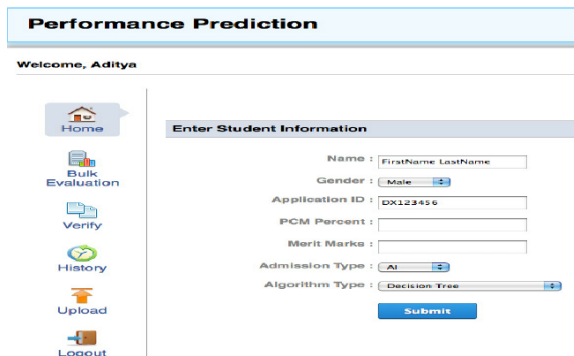 Performance Prediction
Welcome, Aditya
Home
Bulk
Evaluation
Verify
History
Upload
Logout
Enter Student Information
Name : FirstName LastName
Gender : Male
Application ID : DX123456
PCM Percent :
Merit Marks :
Admission Type : AI
Algorithm Type : Decision Tree
Submit